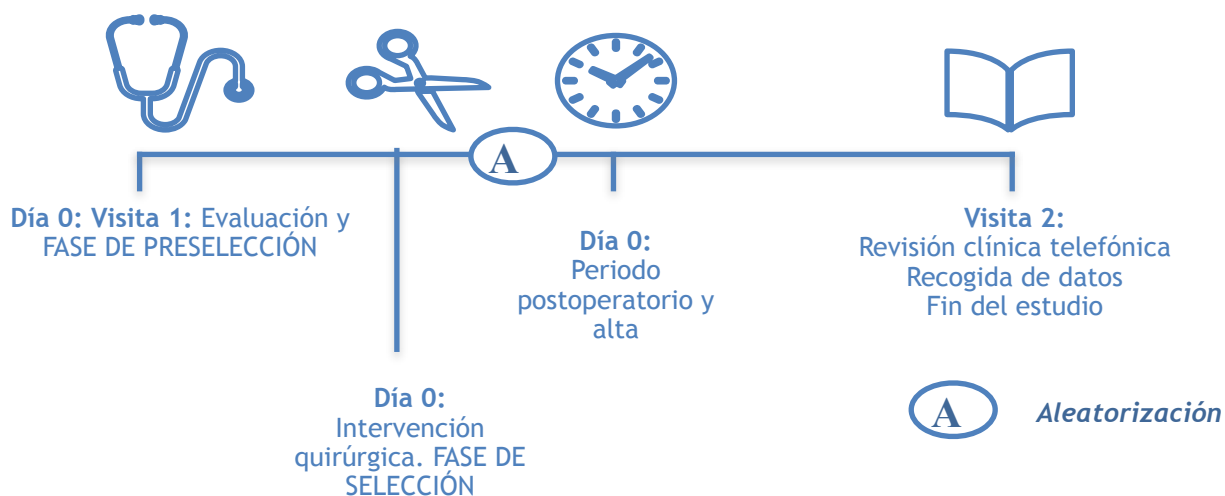 A
Día 0: Visita 1: Evaluación y
FASE DE PRESELECCIÓN
Día 0:
Intervención
quirúrgica. FASE DE
SELECCIÓN
Día 0:
Periodo
postoperatorio y
alta
Visita 2:
Revisión clínica telefónica
Recogida de datos
Fin del estudio
A Aleatorización